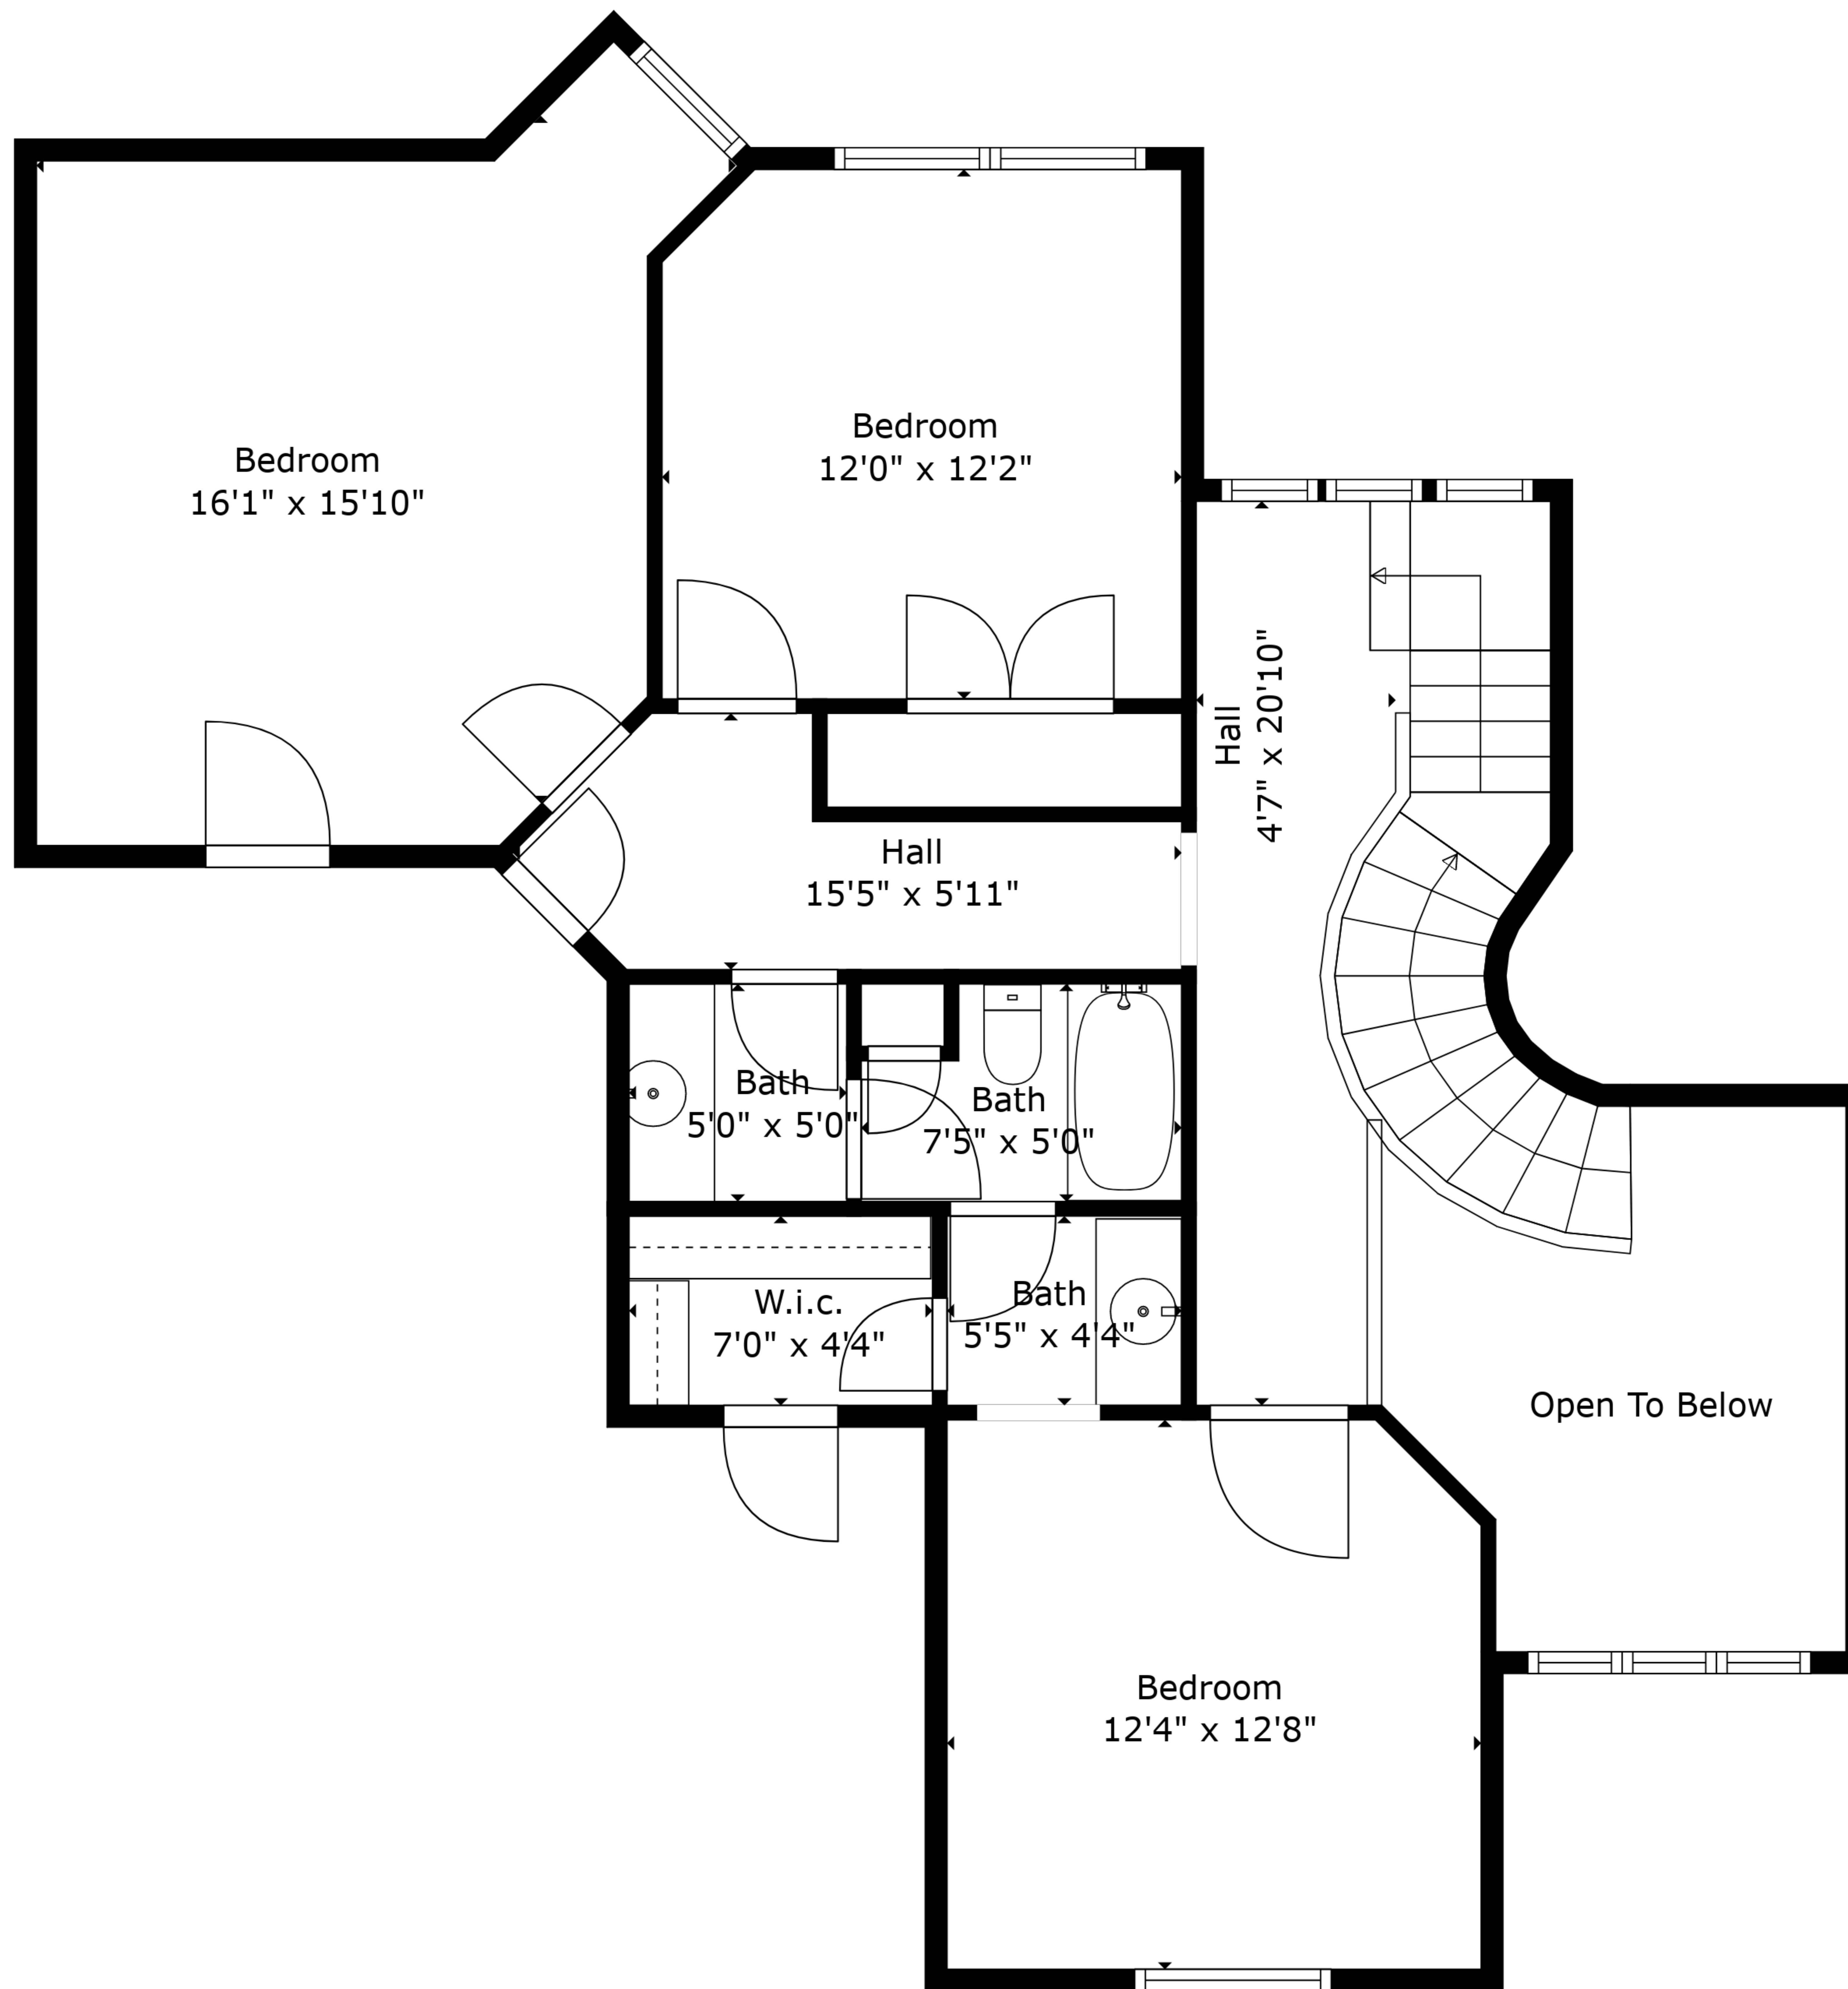 Bedroom
12'0" x 12'2"
Bedroom
16'1" x 15'10"
Hall
4'7" x 20'10"
Hall
15'5" x 5'11"
Bath
5'0" x 5'0"
Bath
7'5" x 5'0"
W.i.c.
7'0" x 4'4"
Bath
5'5" x 4'4"
Open To Below
Bedroom
12'4" x 12'8"